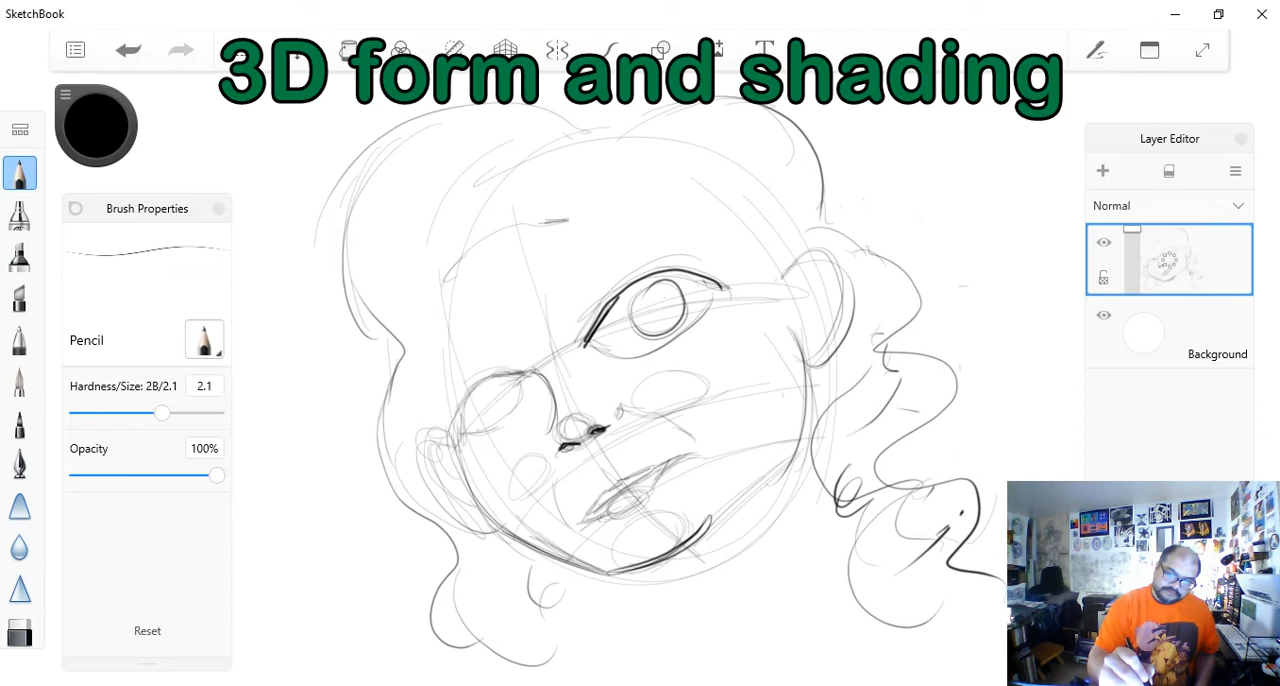 SketchBook
3D form and shading
Layer Editor
Brush Properties
Normal
Pencil
Background
Hardness/Size: 2B/2.1 2.1
Opacity 100%
Reset